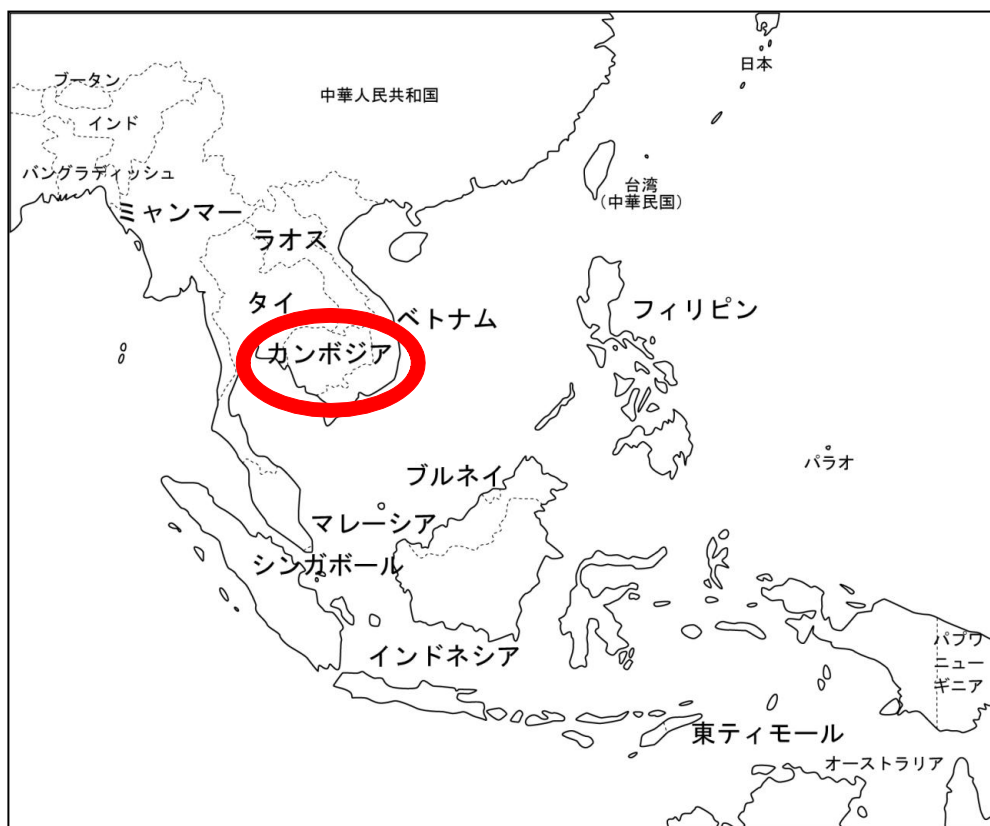 日本
ブータン
中華人民共和国
インド
バングラディッシュ
台湾
(中華民国)
ミャンマー
ラオス
タイ
ベトナム
フィリピン
カンボジア
パラオ
ブルネイ
マレーシア
シンガポール
インドネシア
パプワ
ニュー
ギニア
東ティモール
オーストラリア